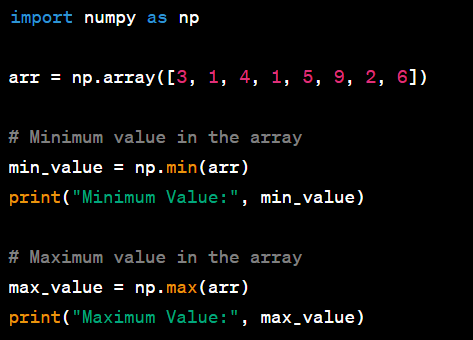 import numpy as np
arr = np.array([3, 1, 4, 1, 5, 9, 2, 6])
# Minimum value in the array
min_value = np.min(arr)
print("Minimum Value:", min_value)
# Maximum value in the array
max_value = np.max(arr)
print("Maximum Value:", max_value)